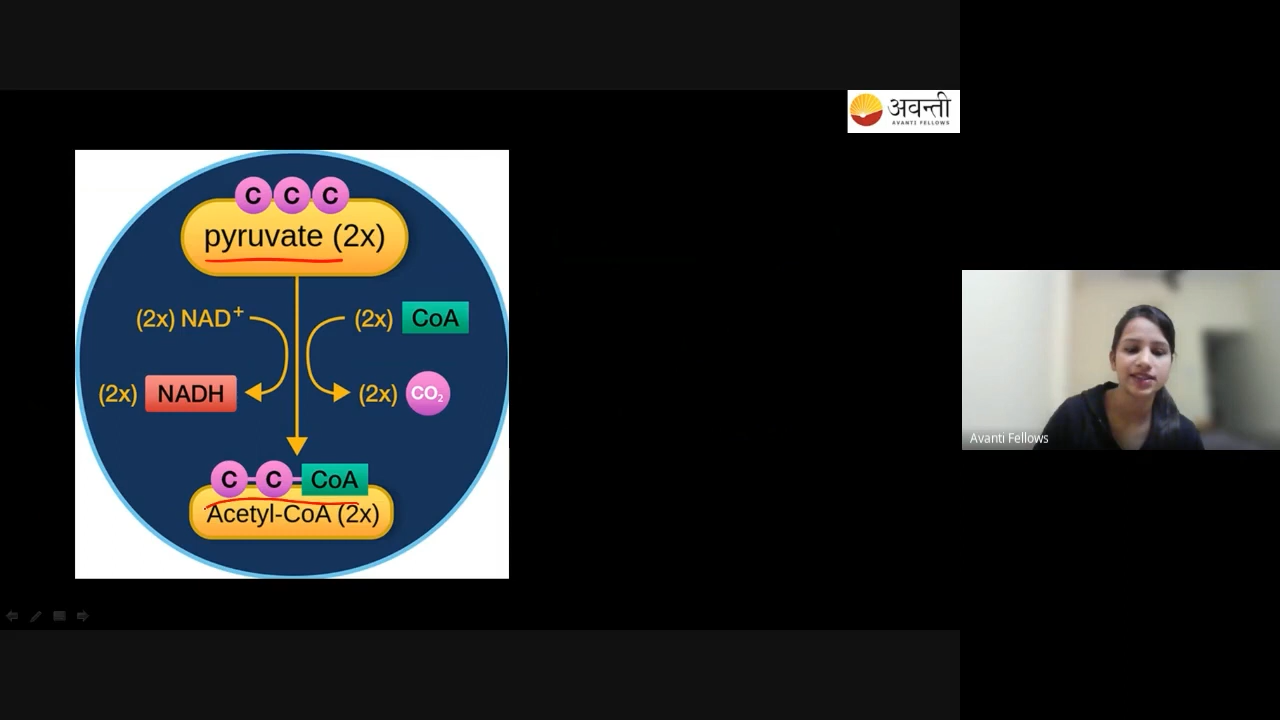 अवन्ती
AVANTI FELLOWS
C C C
pyruvate (2x)
(2x) NAD⁺
(2x) CoA
(2x) NADH
(2x) CO₂
C C CoA
Acetyl-CoA (2x)
Avanti Fellows